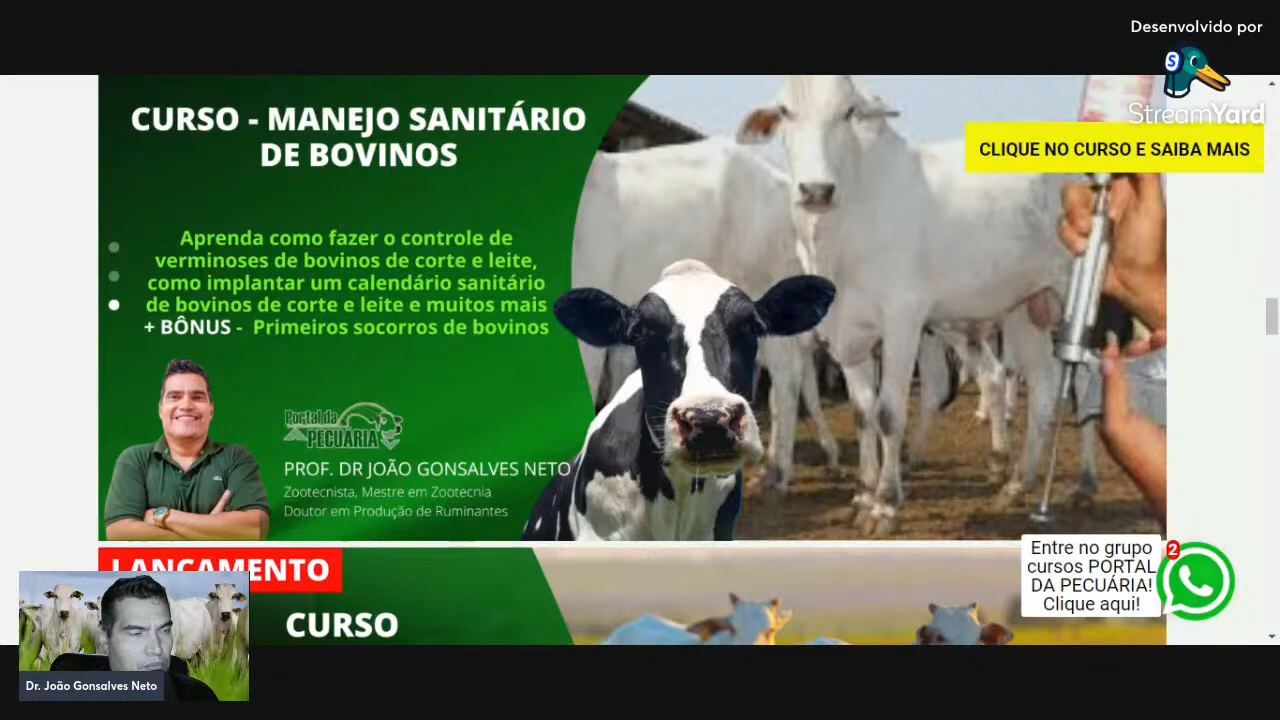 Desenvolvido por
S
StreamYard
CURSO - MANEJO SANITÁRIO
DE BOVINOS
CLIQUE NO CURSO E SAIBA MAIS
Aprenda como fazer o controle de
verminoses de bovinos de corte e leite,
como implantar um calendário sanitário
de bovinos de corte e leite e muitos mais
+ BÔNUS - Primeiros socorros de bovinos
Portal da
PECUÁRIA
PROF. DR JOÃO GONSALVES NETO
Zootecnista, Mestre em Zootecnia
Doutor em Produção de Ruminantes
Entre no grupo
cursos PORTAL
DA PECUÁRIA!
Clique aqui!
2
LANÇAMENTO
CURSO
Dr. João Gonsalves Neto